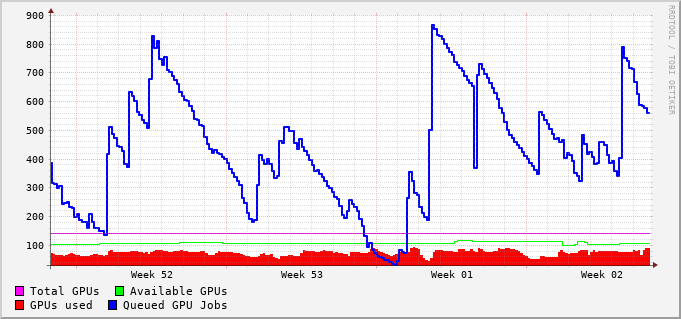 900
800
700
600
500
400
300
200
100
Week 52 Week 53 Week 01 Week 02
Total GPUs Available GPUs
GPUs used Queued GPU Jobs
RRDTOOL / TOBI OETIKER